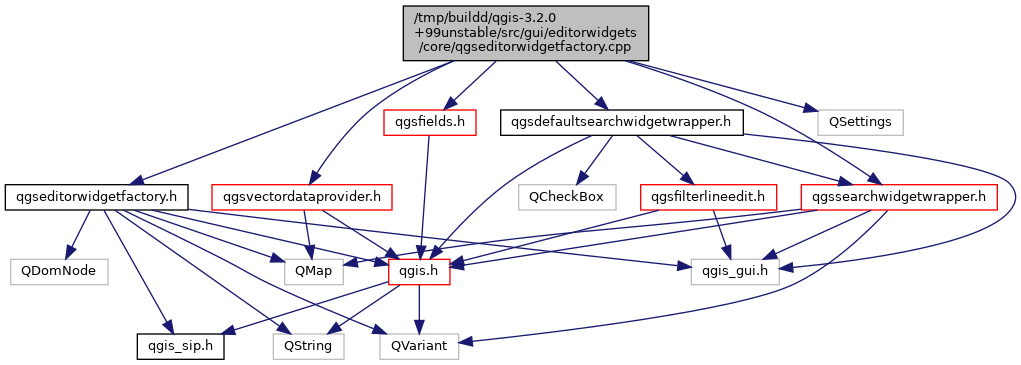 /tmp/buildd/qgis-3.2.0
+99unstable/src/gui/editorwidgets
/core/qgseditorwidgetfactory.cpp
qgsfields.h
qgsdefaultsearchwidgetwrapper.h
QSettings
qgseditorwidgetfactory.h
qgsvectordataprovider.h
QCheckBox
qgsfilterlineedit.h
qgssearchwidgetwrapper.h
QDomNode
QMap
qgis.h
qgis_gui.h
qgis_sip.h
QString
QVariant